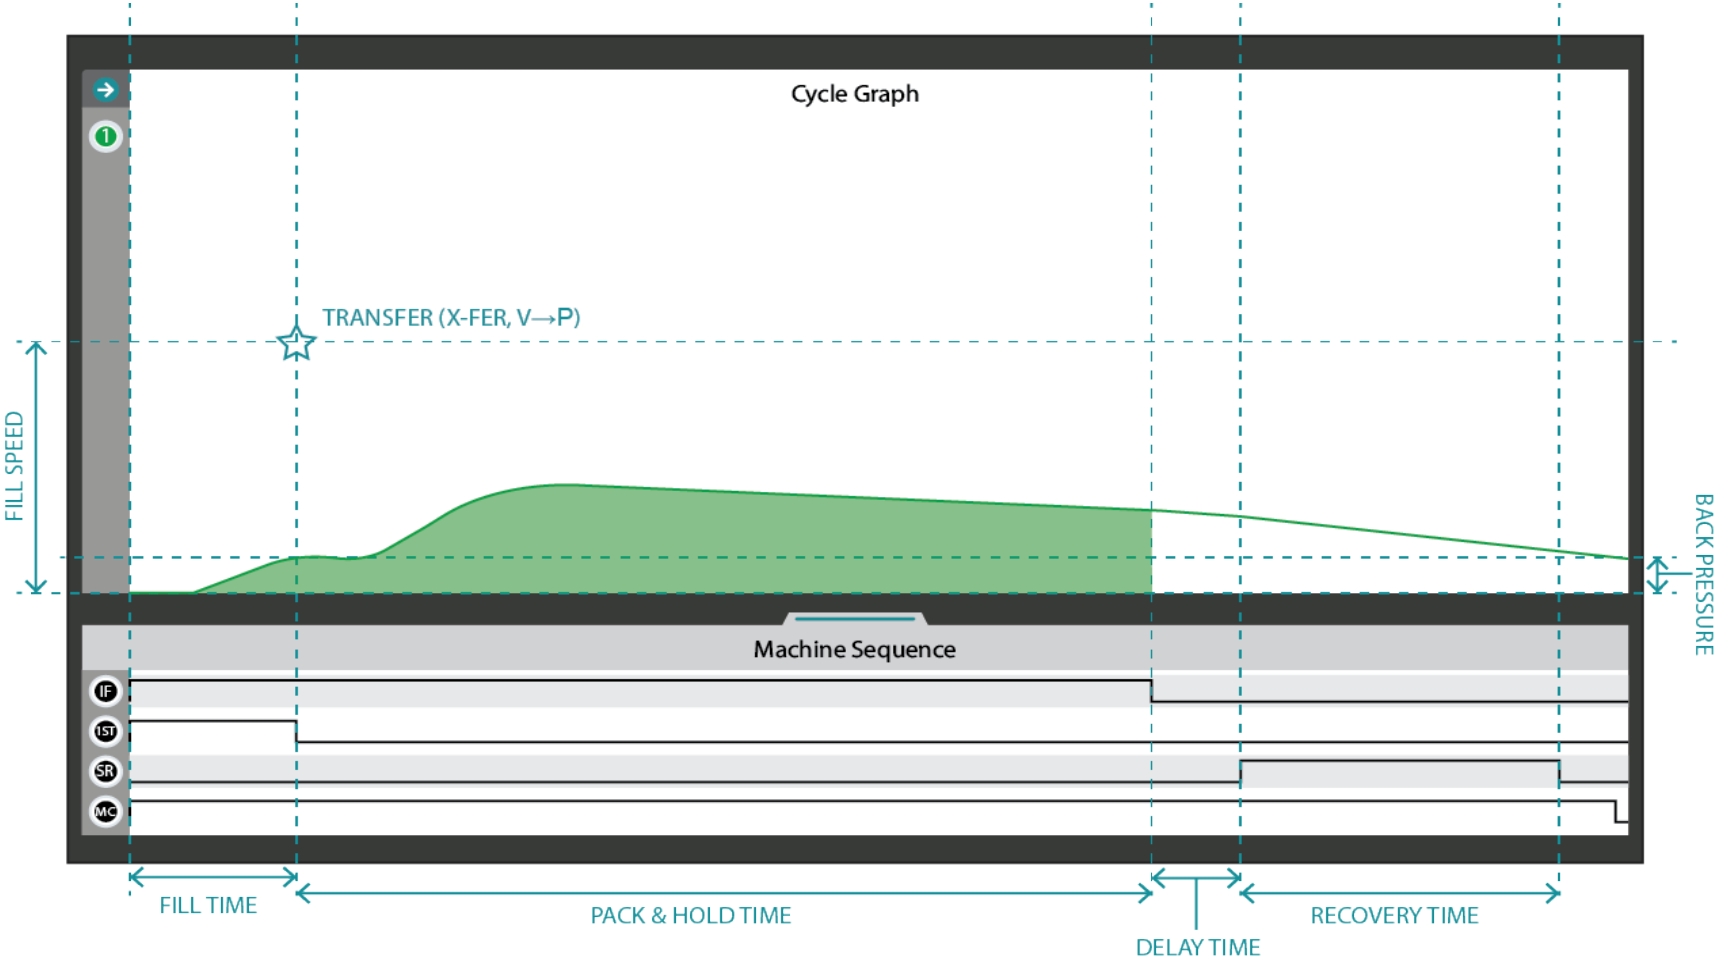 Cycle Graph
1
TRANSFER (X-FER, V→P)
FILL SPEED
BACK PRESSURE
Machine Sequence
IF
1ST
SR
MC
FILL TIME
PACK & HOLD TIME
RECOVERY TIME
DELAY TIME